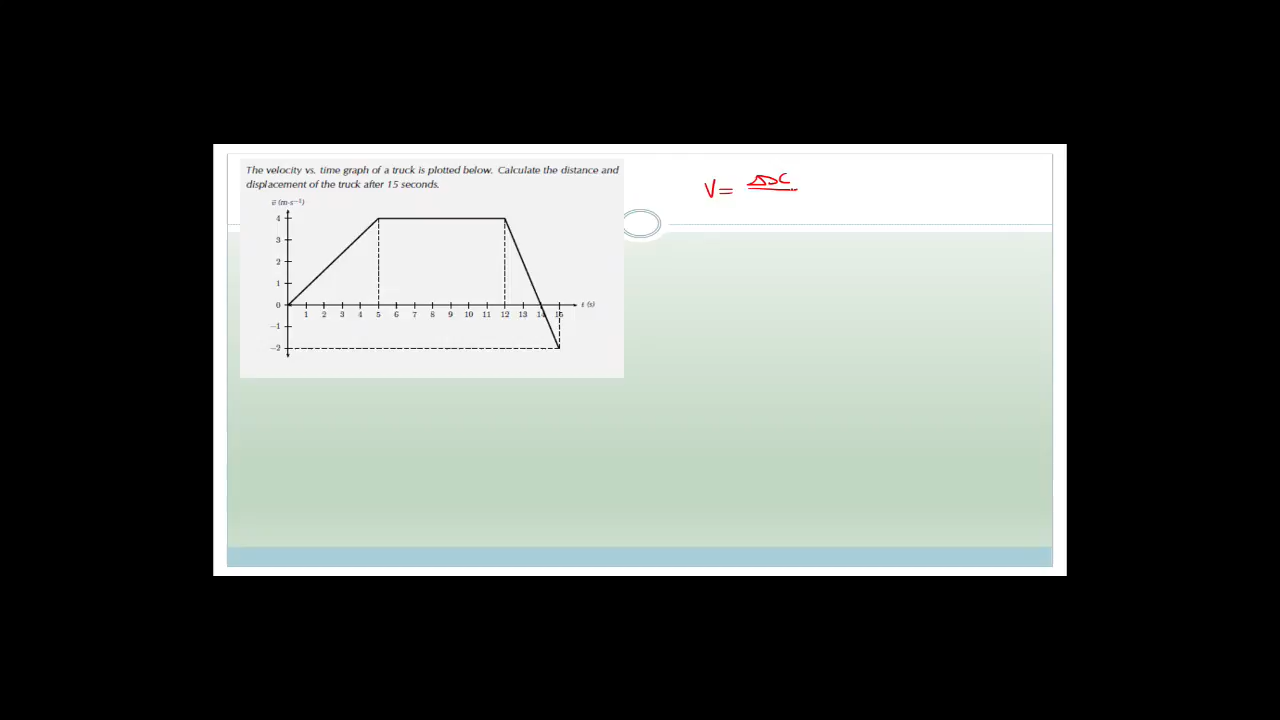 The velocity vs. time graph of a truck is plotted below. Calculate the distance and
displacement of the truck after 15 seconds.
V = Δx
v⃗ (m·s⁻¹)
4
3
2
1
0
−1
−2
1 2 3 4 5 6 7 8 9 10 11 12 13 14 15
t (s)